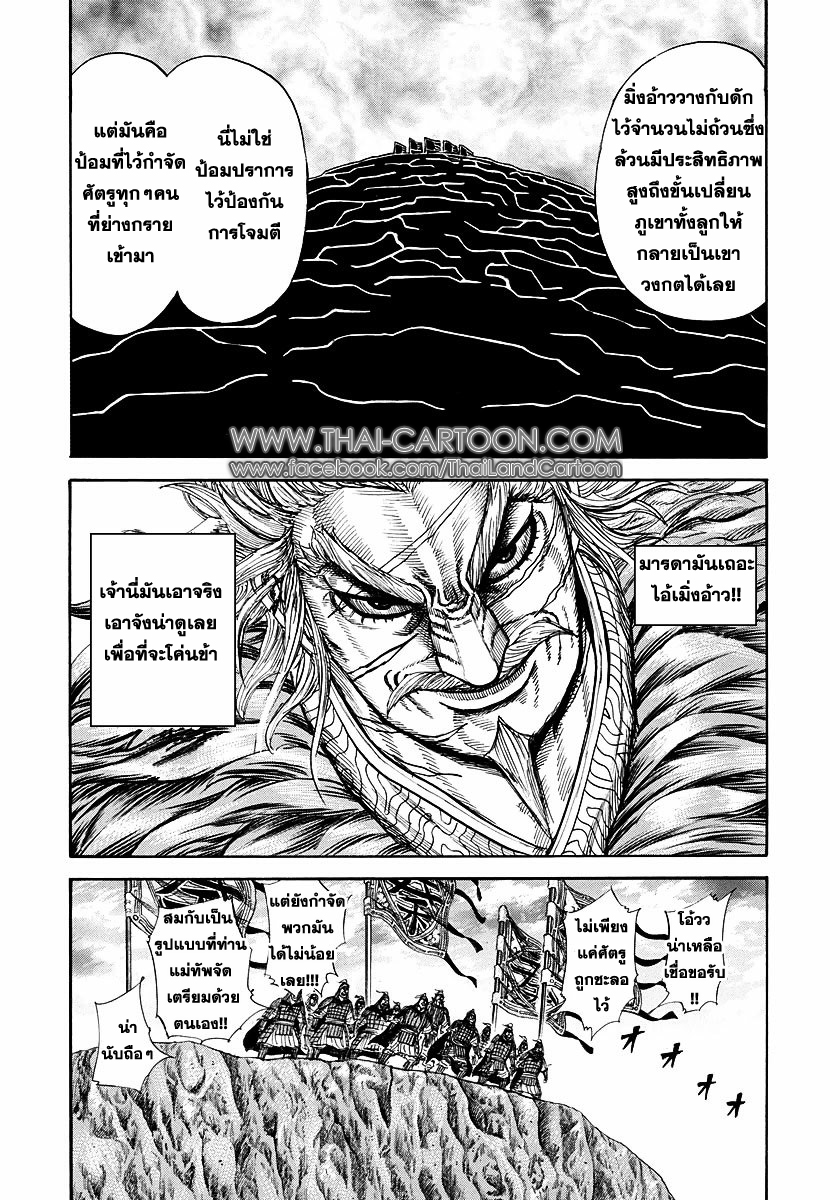 มิ่งอ้าววางกับดัก
ไว้จำนวนไม่ถ้วนซึ่ง
ล้วนมีประสิทธิภาพ
สูงถึงขั้นเปลี่ยน
ภูเขาทั้งลูกให้
กลายเป็นเขา
วงกตได้เลย
นี่ไม่ใช่
ป้อมปราการ
ไว้ป้องกัน
การโจมตี
แต่มันคือ
ป้อมที่ไว้กำจัด
ศัตรูทุกๆคน
ที่ย่างกราย
เข้ามา
WWW.THAI-CARTOON.COM
www.facebook.com/ThaiLandCartoon
มารดามันเถอะ
ไอ้เมิ่งอ้าว!!
เจ้านี่มันเอาจริง
เอาจังน่าดูเลย
เพื่อที่จะโค่นข้า
โอ้วว
น่าเหลือ
เชื่อขอรับ
!!
ไม่เพียง
แค่ศัตรู
ถูกชะลอ
ไว้
แต่ยังกำจัด
พวกมัน
ได้ไม่น้อย
เลย!!!
สมกับเป็น
รูปแบบที่ท่าน
แม่ทัพจัด
เตรียมด้วย
ตนเอง!!
น่า
นับถือๆ
オオ
オオ